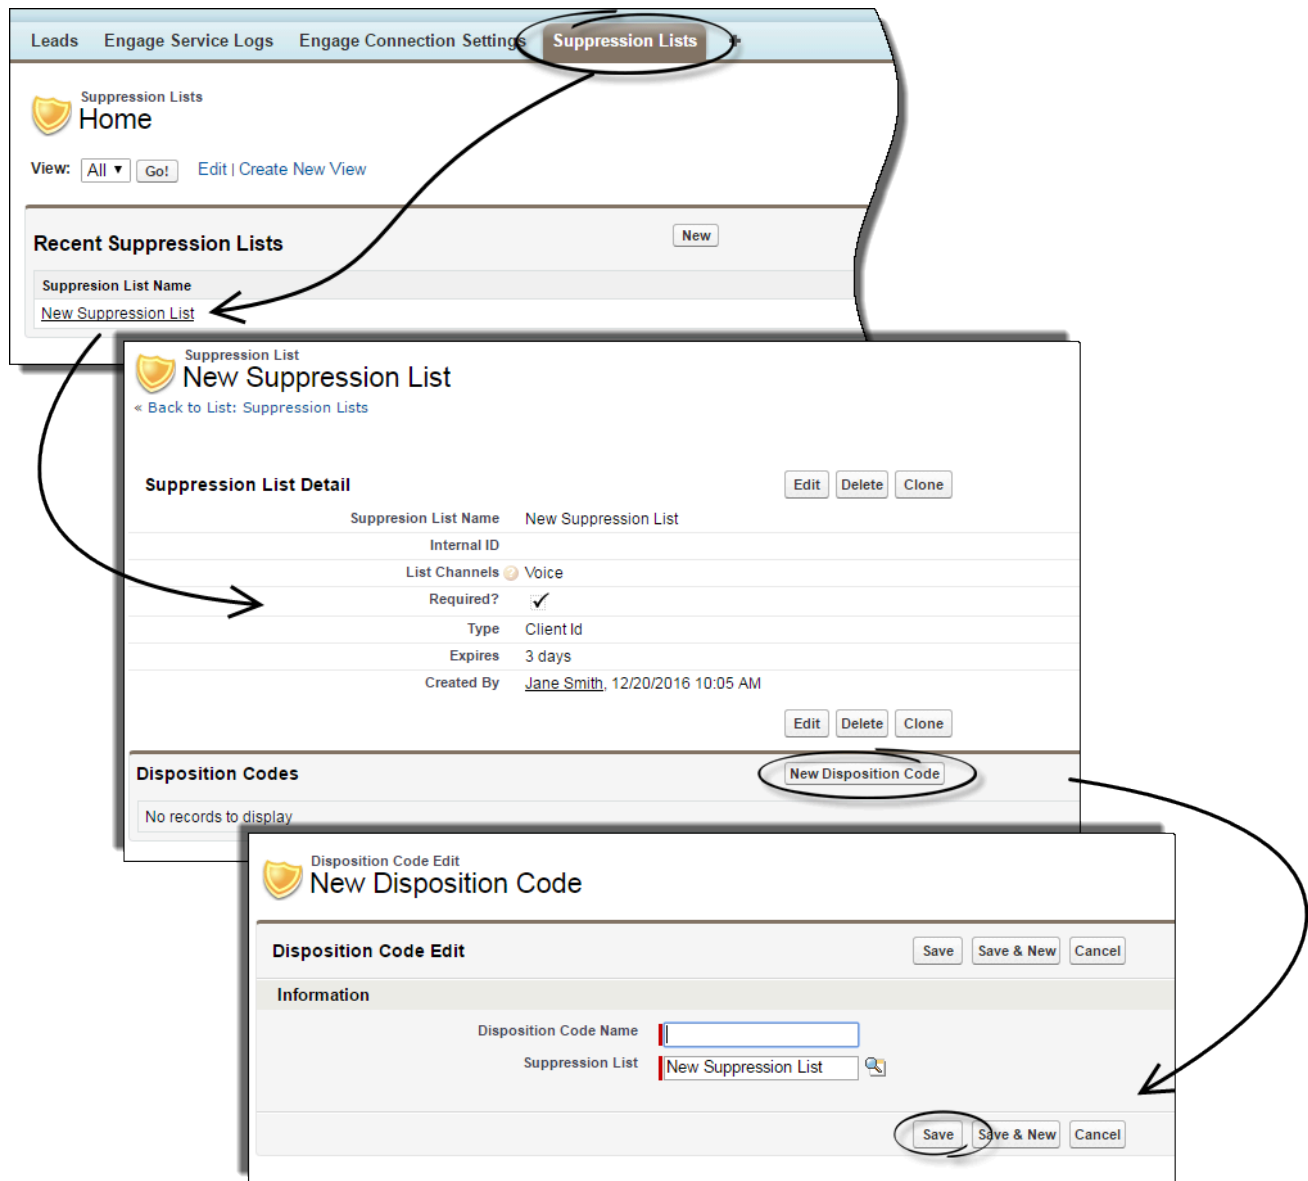 Leads Engage Service Logs Engage Connection Settings Suppression Lists +
Suppression Lists
Home
View: All Go! Edit | Create New View
Recent Suppression Lists New
Suppresion List Name
New Suppression List
Suppression List
New Suppression List
« Back to List: Suppression Lists
Suppression List Detail Edit Delete Clone
Suppresion List Name New Suppression List
Internal ID
List Channels ? Voice
Required? ✓
Type Client Id
Expires 3 days
Created By Jane Smith, 12/20/2016 10:05 AM
Edit Delete Clone
Disposition Codes New Disposition Code
No records to display
Disposition Code Edit
New Disposition Code
Disposition Code Edit Save Save & New Cancel
Information
Disposition Code Name
Suppression List New Suppression List
Save Save & New Cancel